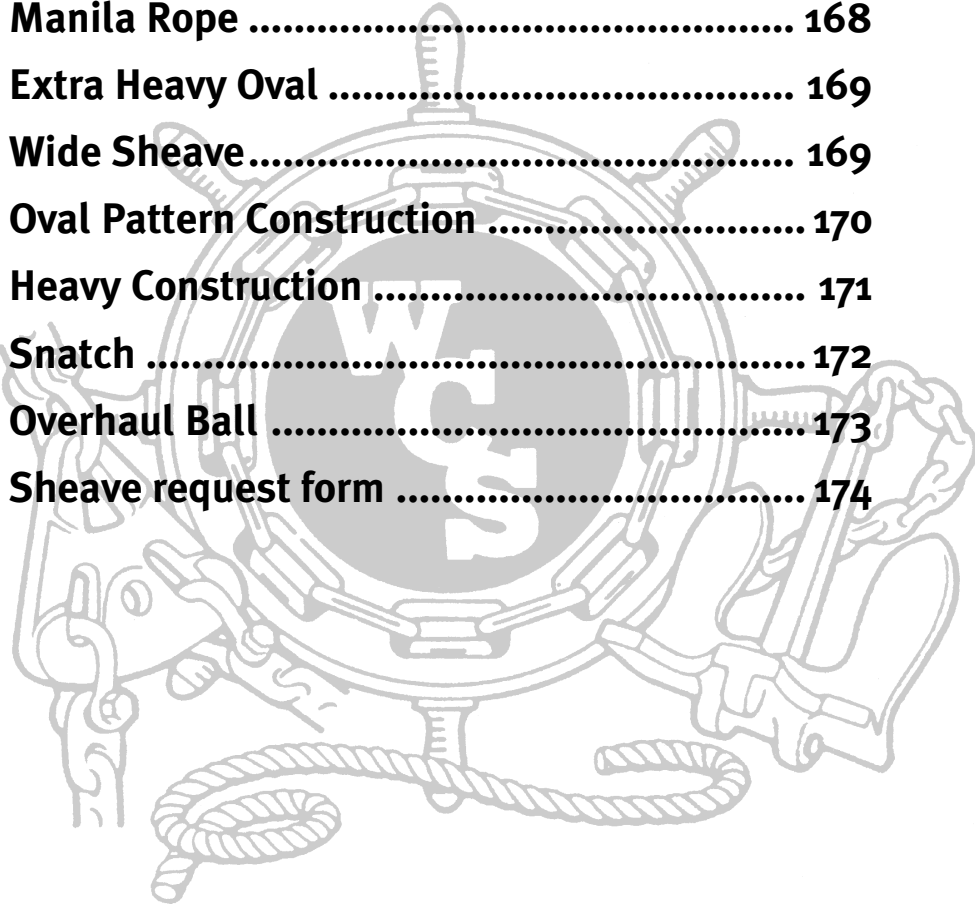 Manila Rope ................................................ 168
Extra Heavy Oval ......................................... 169
Wide Sheave................................................ 169
Oval Pattern Construction ............................ 170
Heavy Construction ...................................... 171
Snatch .......................................................... 172
Overhaul Ball ............................................... 173
Sheave request form .................................... 174
W
C
S